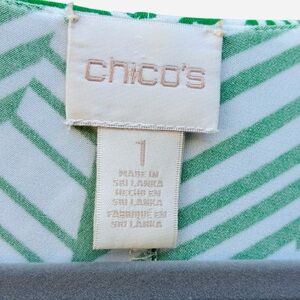 chico's
1
MADE IN
SRI LANKA
HECHO EN
SRI LANKA
FABRIQUÉ EN
SRI LANKA